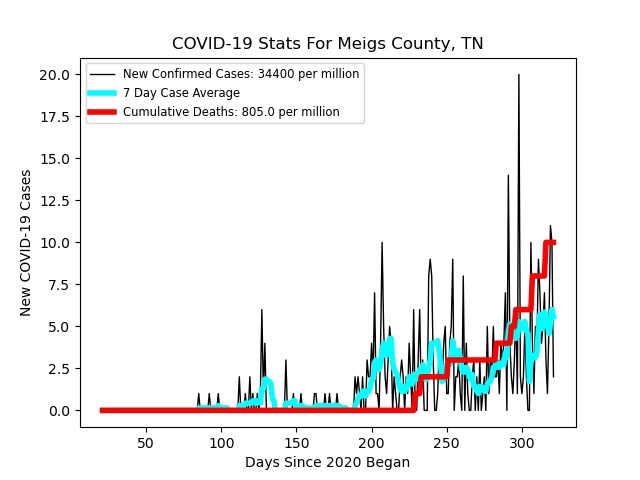 COVID-19 Stats For Meigs County, TN
New Confirmed Cases: 34400 per million
7 Day Case Average
Cumulative Deaths: 805.0 per million
New COVID-19 Cases
20.0
17.5
15.0
12.5
10.0
7.5
5.0
2.5
0.0
50 100 150 200 250 300
Days Since 2020 Began